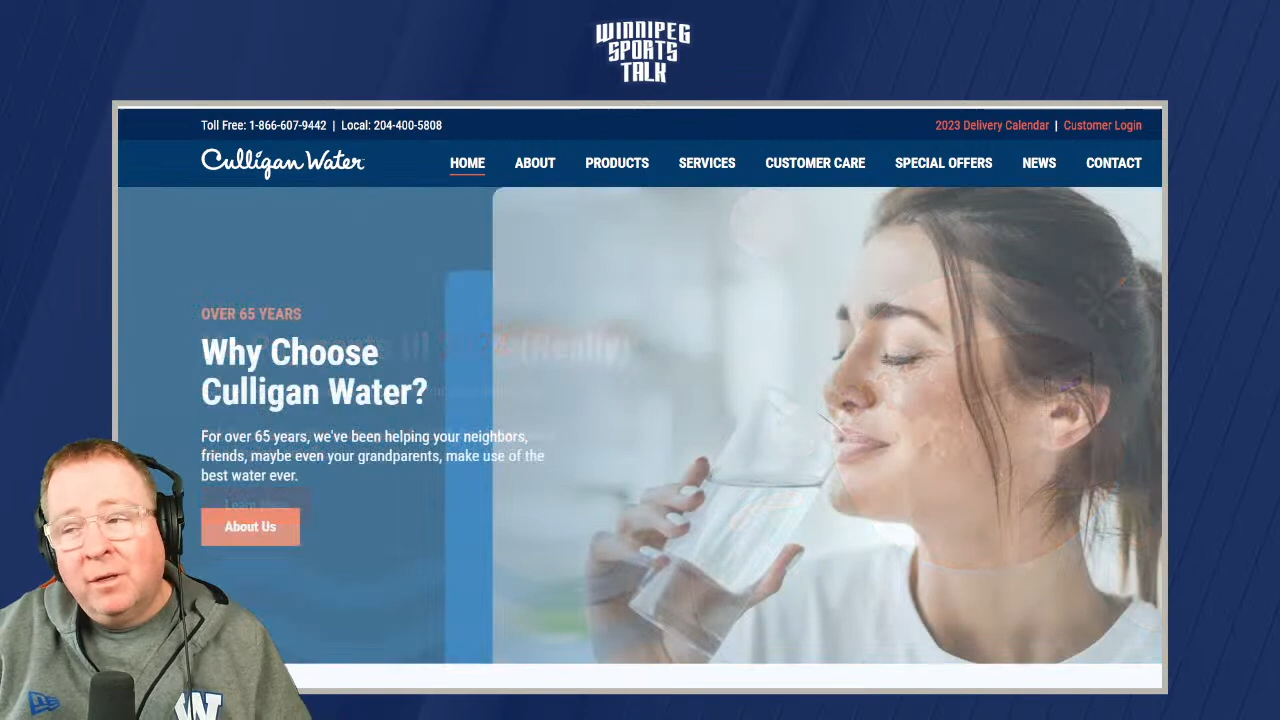 WINNIPEG
SPORTS
TALK
Toll Free: 1-866-607-9442 | Local: 204-400-5808
2023 Delivery Calendar | Customer Login
Culligan Water
HOME ABOUT PRODUCTS SERVICES CUSTOMER CARE SPECIAL OFFERS NEWS CONTACT
OVER 65 YEARS
Why Choose
Culligan Water?
For over 65 years, we've been helping your neighbors,
friends, maybe even your grandparents, make use of the
best water ever.
About Us
W